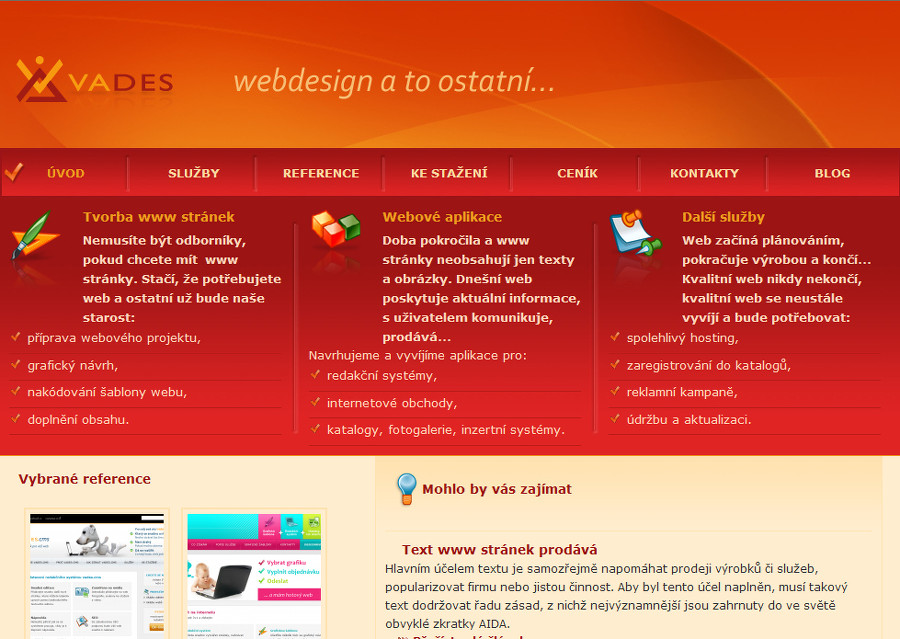 VADES
webdesign a to ostatní...
ÚVOD
SLUŽBY
REFERENCE
KE STAŽENÍ
CENÍK
KONTAKTY
BLOG
Tvorba www stránek
Nemusíte být odborníky,
pokud chcete mít www
stránky. Stačí, že potřebujete
web a ostatní už bude naše
starost:
příprava webového projektu,
grafický návrh,
nakódování šablony webu,
doplnění obsahu.
Webové aplikace
Doba pokročila a www
stránky neobsahují jen texty
a obrázky. Dnešní web
poskytuje aktuální informace,
s uživatelem komunikuje,
prodává...
Navrhujeme a vyvíjíme aplikace pro:
redakční systémy,
internetové obchody,
katalogy, fotogalerie, inzertní systémy.
Další služby
Web začíná plánováním,
pokračuje výrobou a končí...
Kvalitní web nikdy nekončí,
kvalitní web se neustále
vyvíjí a bude potřebovat:
spolehlivý hosting,
zaregistrování do katalogů,
reklamní kampaně,
údržbu a aktualizaci.
Vybrané reference
Vybrat grafiku
Vyplnit objednávku
Odeslat
Mohlo by vás zajímat
Text www stránek prodává
Hlavním účelem textu je samozřejmě napomáhat prodeji výrobků či služeb,
popularizovat firmu nebo jistou činnost. Aby byl tento účel naplněn, musí takový
text dodržovat řadu zásad, z nichž nejvýznamnější jsou zahrnuty do ve světě
obvyklé zkratky AIDA.